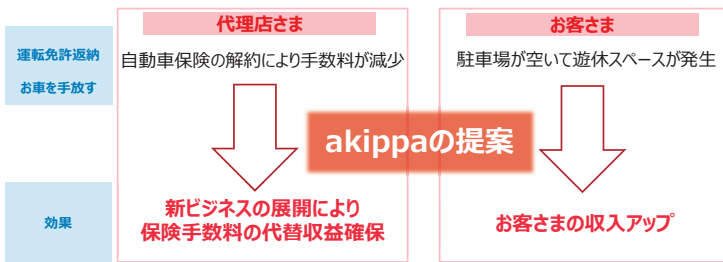 代理店さま
お客さま
運転免許返納
お車を手放す
自動車保険の解約により手数料が減少
駐車場が空いて遊休スペースが発生
akippaの提案
効果
新ビジネスの展開により
保険手数料の代替収益確保
お客さまの収入アップ